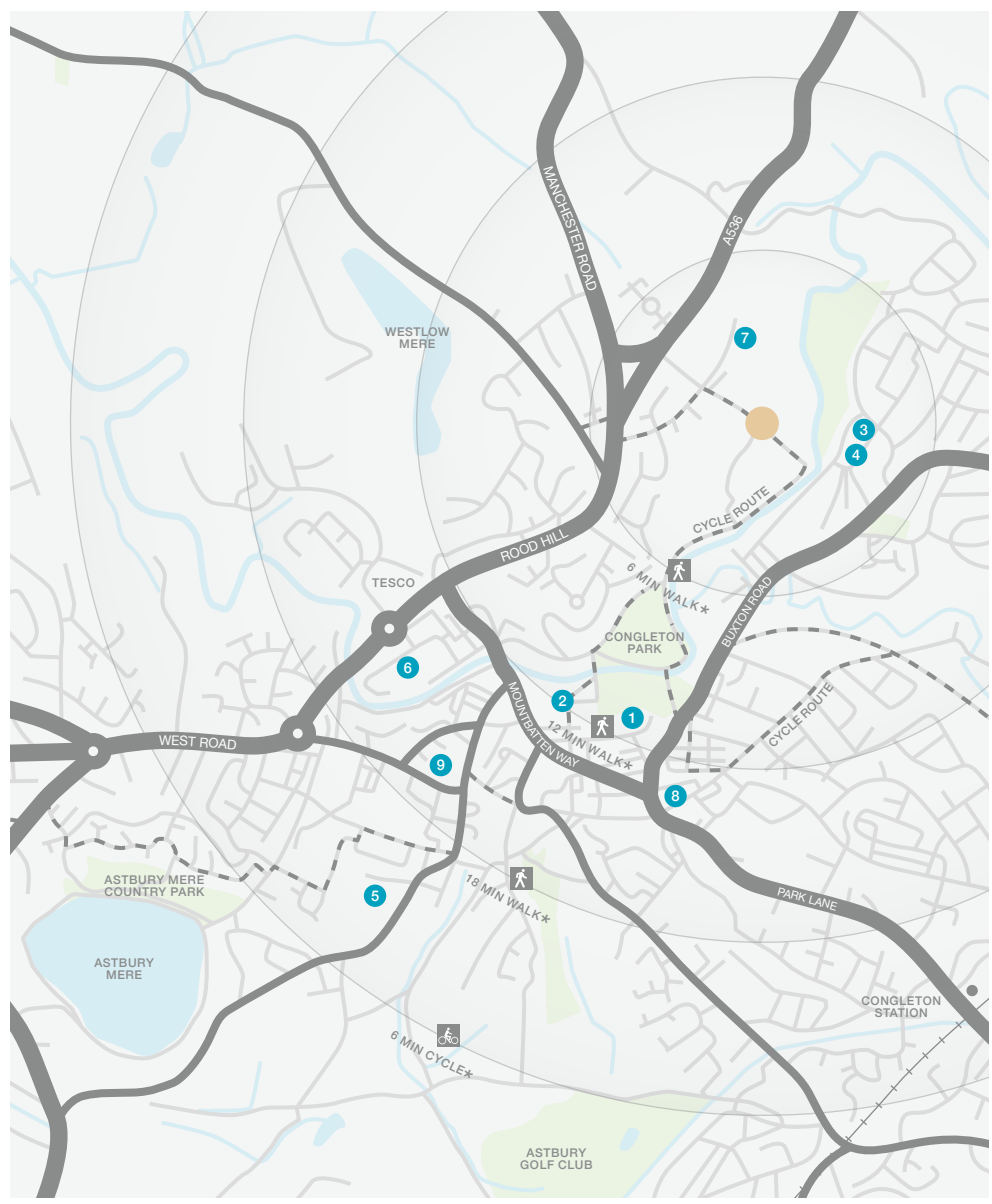 MANCHESTER ROAD
A536
WESTLOW
MERE
7
3
4
CYCLE ROUTE
ROOD HILL
TESCO
6 MIN WALK*
BUXTON ROAD
CONGLETON
PARK
6
2
1
MOUNTBATTEN WAY
12 MIN WALK*
CYCLE ROUTE
WEST ROAD
9
8
ASTBURY MERE
COUNTRY PARK
5
18 MIN WALK*
PARK LANE
ASTBURY
MERE
CONGLETON
STATION
6 MIN CYCLE*
ASTBURY
GOLF CLUB